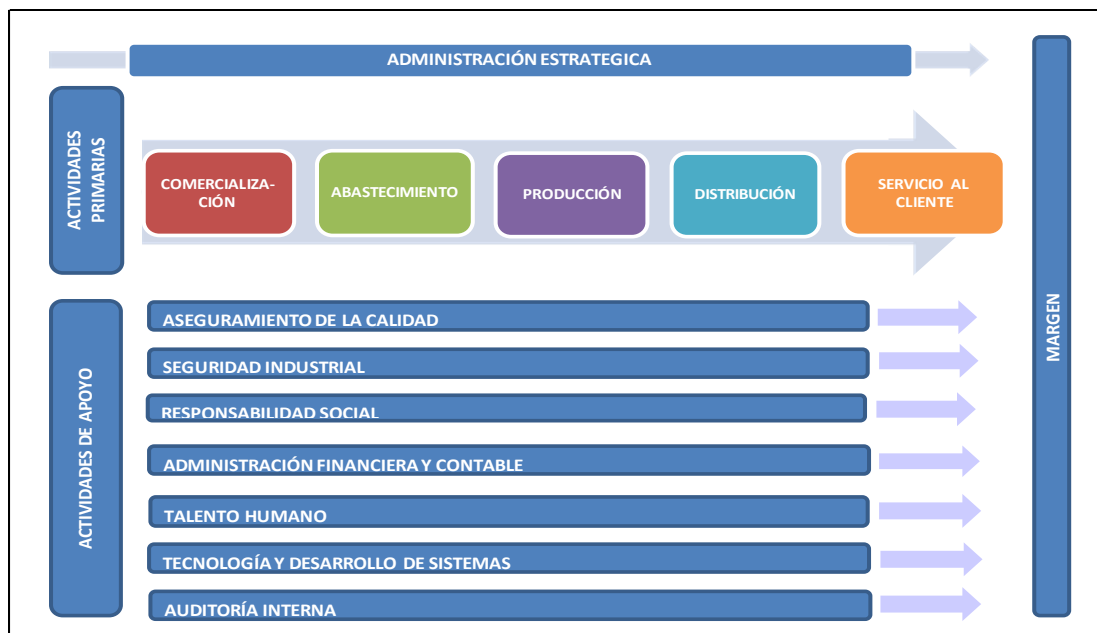 ADMINISTRACIÓN ESTRATEGICA
ACTIVIDADES
PRIMARIAS
COMERCIALIZA-
CIÓN
ABASTECIMIENTO
PRODUCCIÓN
DISTRIBUCIÓN
SERVICIO AL
CLIENTE
MARGEN
ACTIVIDADES DE APOYO
ASEGURAMIENTO DE LA CALIDAD
SEGURIDAD INDUSTRIAL
RESPONSABILIDAD SOCIAL
ADMINISTRACIÓN FINANCIERA Y CONTABLE
TALENTO HUMANO
TECNOLOGÍA Y DESARROLLO DE SISTEMAS
AUDITORÍA INTERNA